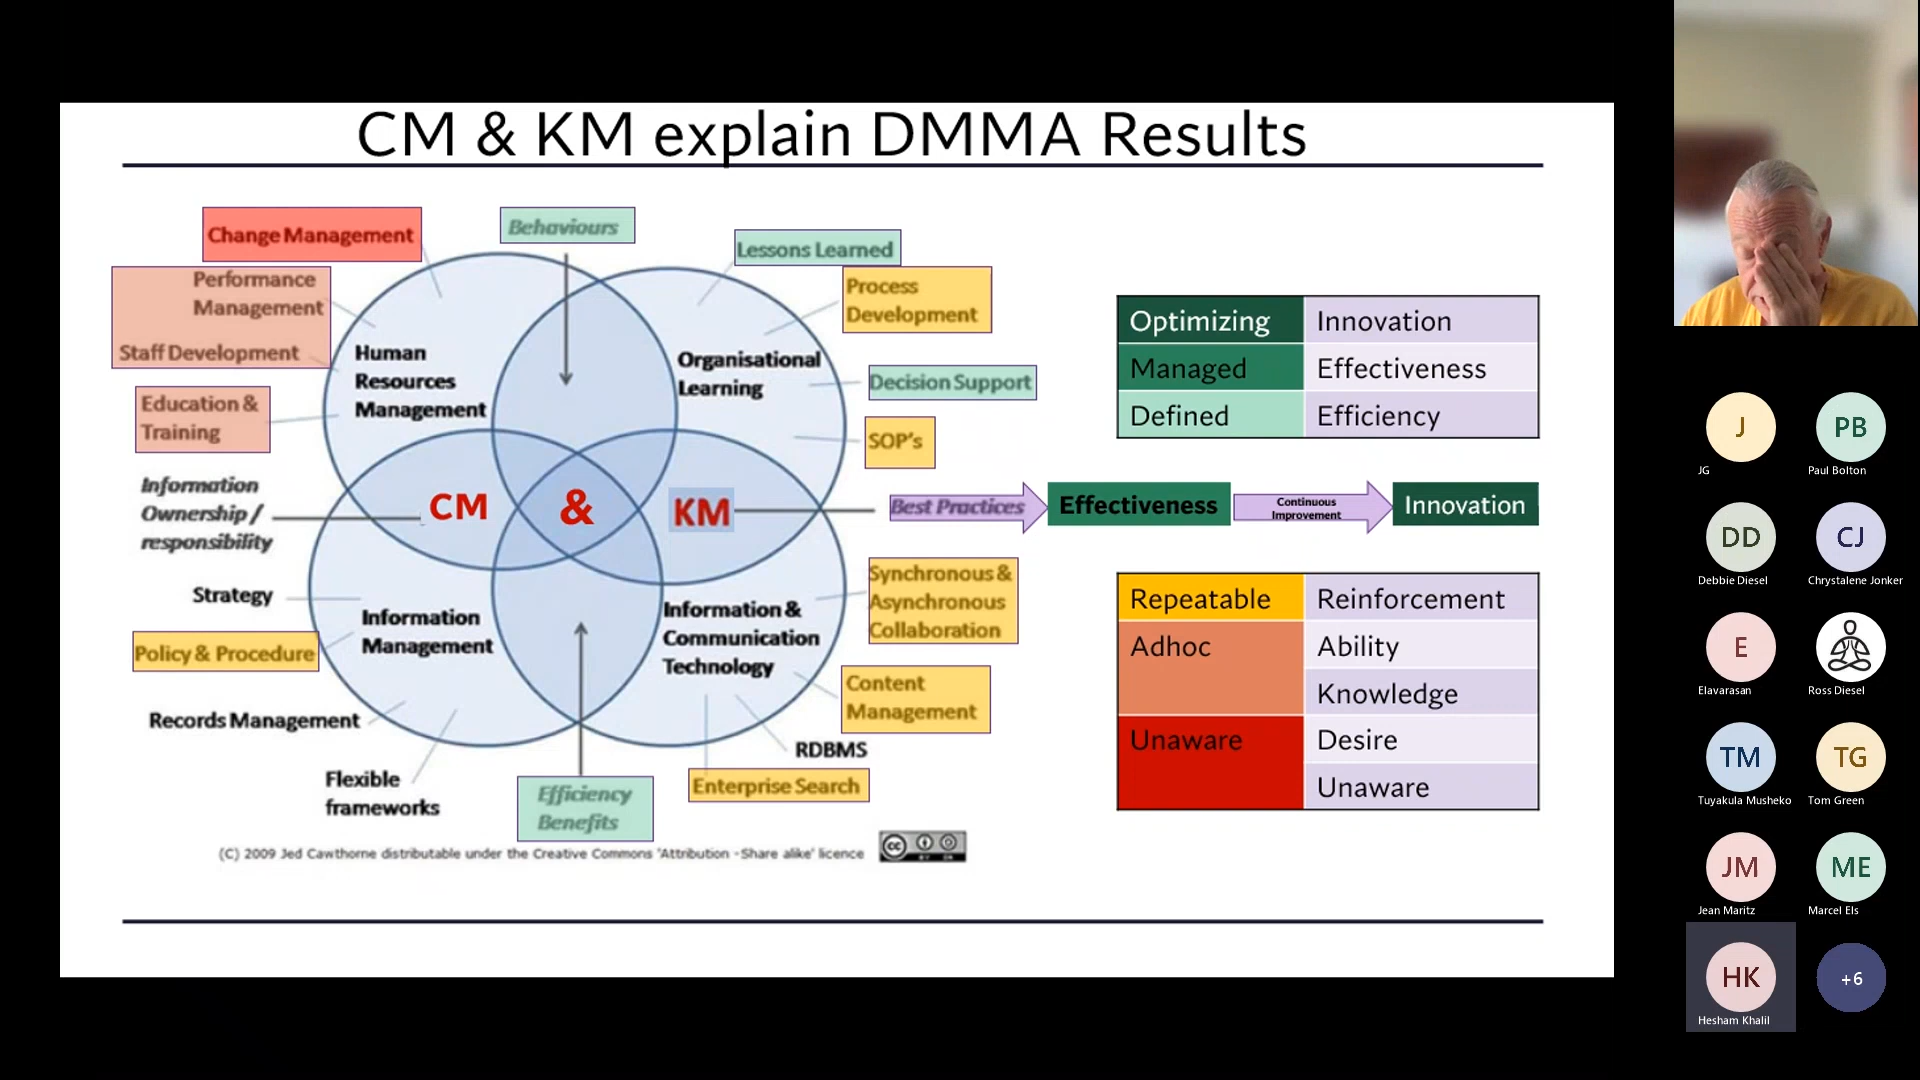 CM & KM explain DMMA Results
Change Management
Behaviours
Lessons Learned
Performance
Management
Staff Development
Process
Development
Human
Resources
Management
Organisational
Learning
Decision Support
Education &
Training
SOP's
Information
Ownership /
responsibility
CM
&
KM
Best Practices
Effectiveness
Continuous
Improvement
Innovation
Strategy
Synchronous &
Asynchronous
Collaboration
Information
Management
Information &
Communication
Technology
Policy & Procedure
Content
Management
Records Management
RDBMS
Flexible
frameworks
Efficiency
Benefits
Enterprise Search
(C) 2009 Jed Cawthorne distributable under the Creative Commons 'Attribution - Share alike' licence
cc
Optimizing Innovation
Managed Effectiveness
Defined Efficiency
Repeatable Reinforcement
Adhoc Ability
Knowledge
Unaware Desire
Unaware
J PB
JG Paul Bolton
DD CJ
Debbie Diesel Chrystalene Jonker
E
Elavarasan Ross Diesel
TM TG
Tuyakula Musheko Tom Green
JM ME
Jean Maritz Marcel Els
HK +6
Hesham Khalil